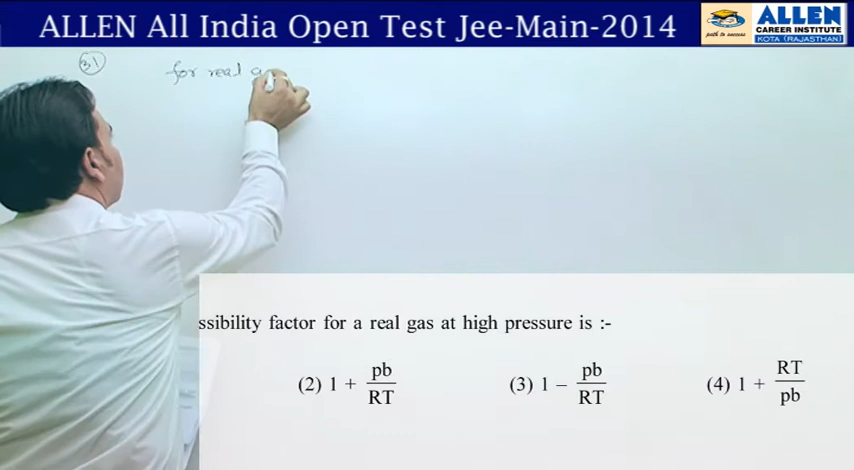 ALLEN All India Open Test Jee-Main-2014
path to success
ALLEN
CAREER INSTITUTE
KOTA (RAJASTHAN)
31
for real
ssibility factor for a real gas at high pressure is :-
(2) 1 + pb/RT
(3) 1 – pb/RT
(4) 1 + RT/pb